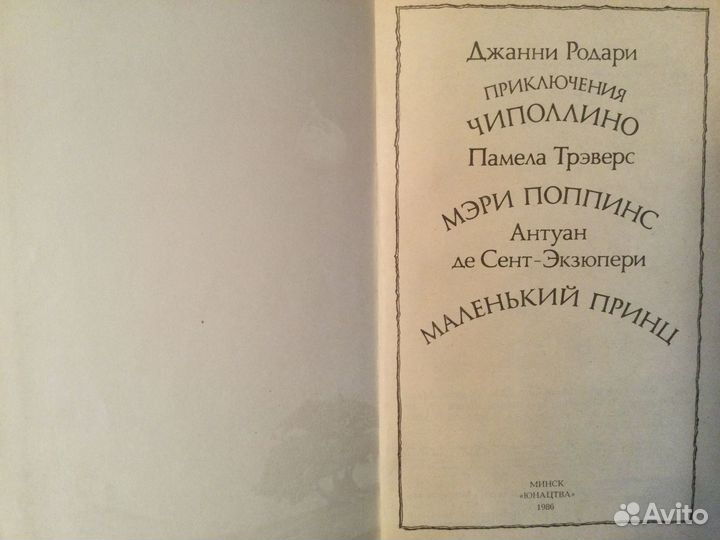 Джанни Родари
ПРИКЛЮЧЕНИЯ
ЧИПОЛЛИНО
Памела Трэверс
МЭРИ ПОППИНС
Антуан
де Сент-Экзюпери
МАЛЕНЬКИЙ ПРИНЦ
МИНСК
«ЮНАЦТВА»
1986
Avito